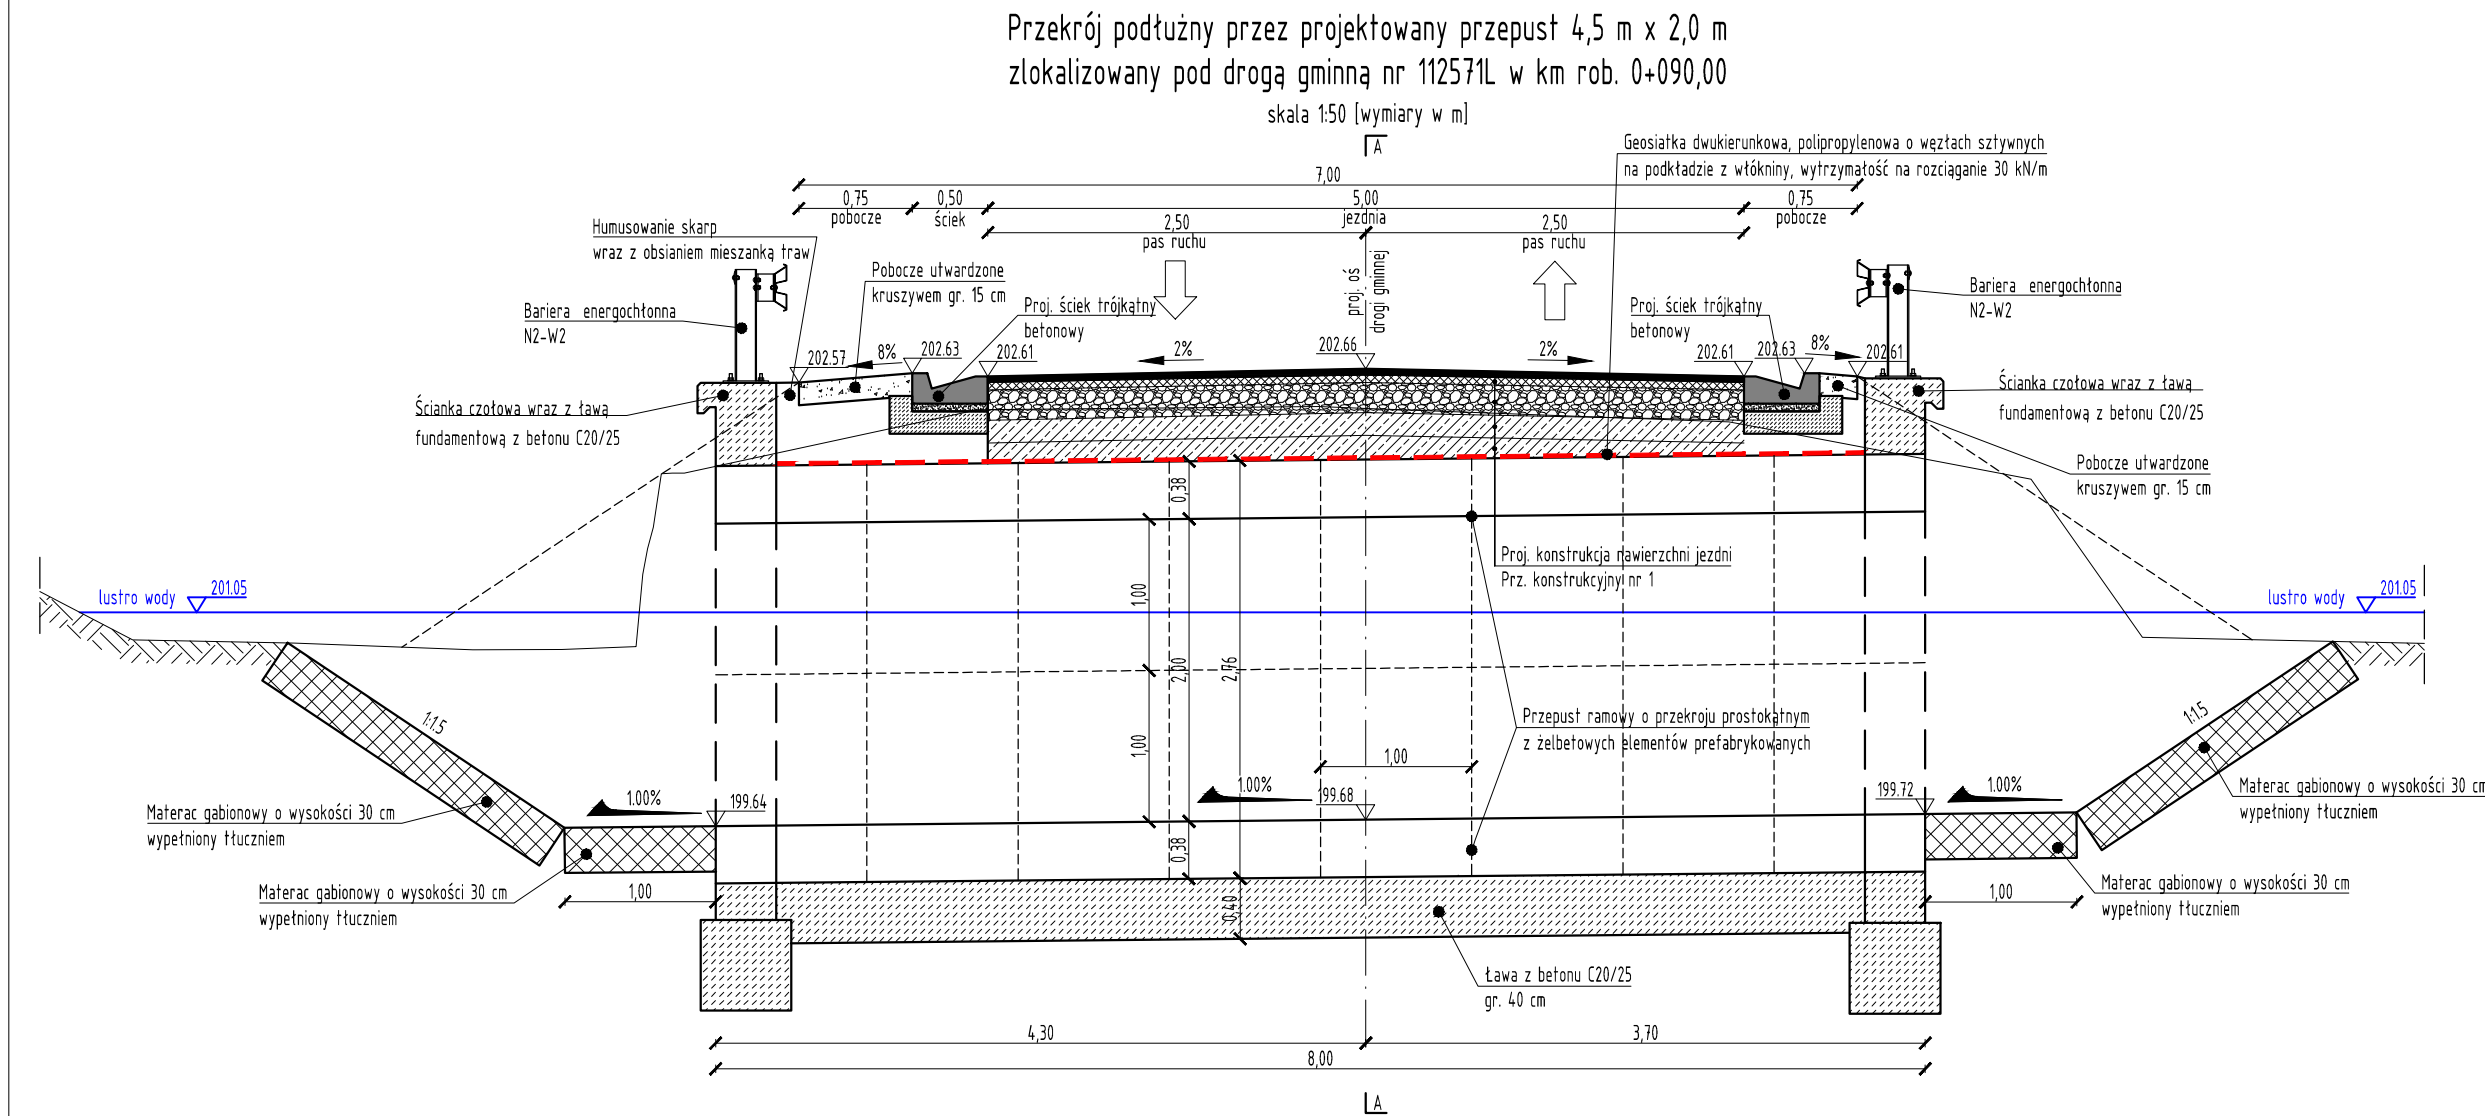 Przekrój podłużny przez projektowany przepust 4,5 m x 2,0 m
zlokalizowany pod drogą gminną nr 112571L w km rob. 0+090,00
skala 1:50 [wymiary w m]
A
Geosiatka dwukierunkowa, polipropylenowa o węzłach sztywnych
na podkładzie z włókniny, wytrzymałość na rozciąganie 30 kN/m
7,00
0,75
pobocze
0,50
ściek
5,00
jezdnia
0,75
pobocze
2,50
pas ruchu
2,50
pas ruchu
Humusowanie skarp
wraz z obsianiem mieszanką traw
Pobocze utwardzone
kruszywem gr. 15 cm
proj. oś
drogi gminnej
Bariera energochłonna
N2-W2
Proj. ściek trójkątny
betonowy
Proj. ściek trójkątny
betonowy
Bariera energochłonna
N2-W2
202.57
8%
202.63
202.61
2%
202.66
2%
202.61
202.63
8%
202.61
Ścianka czołowa wraz z ławą
fundamentową z betonu C20/25
Ścianka czołowa wraz z ławą
fundamentową z betonu C20/25
Pobocze utwardzone
kruszywem gr. 15 cm
0,38
Proj. konstrukcja nawierzchni jezdni
Prz. konstrukcyjny nr 1
lustro wody
201.05
1,00
lustro wody
201.05
2,00
2,76
1:1.5
1,00
Przepust ramowy o przekroju prostokątnym
z żelbetowych elementów prefabrykowanych
1:1.5
1,00
Materac gabionowy o wysokości 30 cm
wypełniony tłuczniem
1.00%
199.64
1.00%
199.68
199.72
1.00%
Materac gabionowy o wysokości 30 cm
wypełniony tłuczniem
0,38
Materac gabionowy o wysokości 30 cm
wypełniony tłuczniem
1,00
0,40
1,00
Materac gabionowy o wysokości 30 cm
wypełniony tłuczniem
Ława z betonu C20/25
gr. 40 cm
4,30
3,70
8,00
A